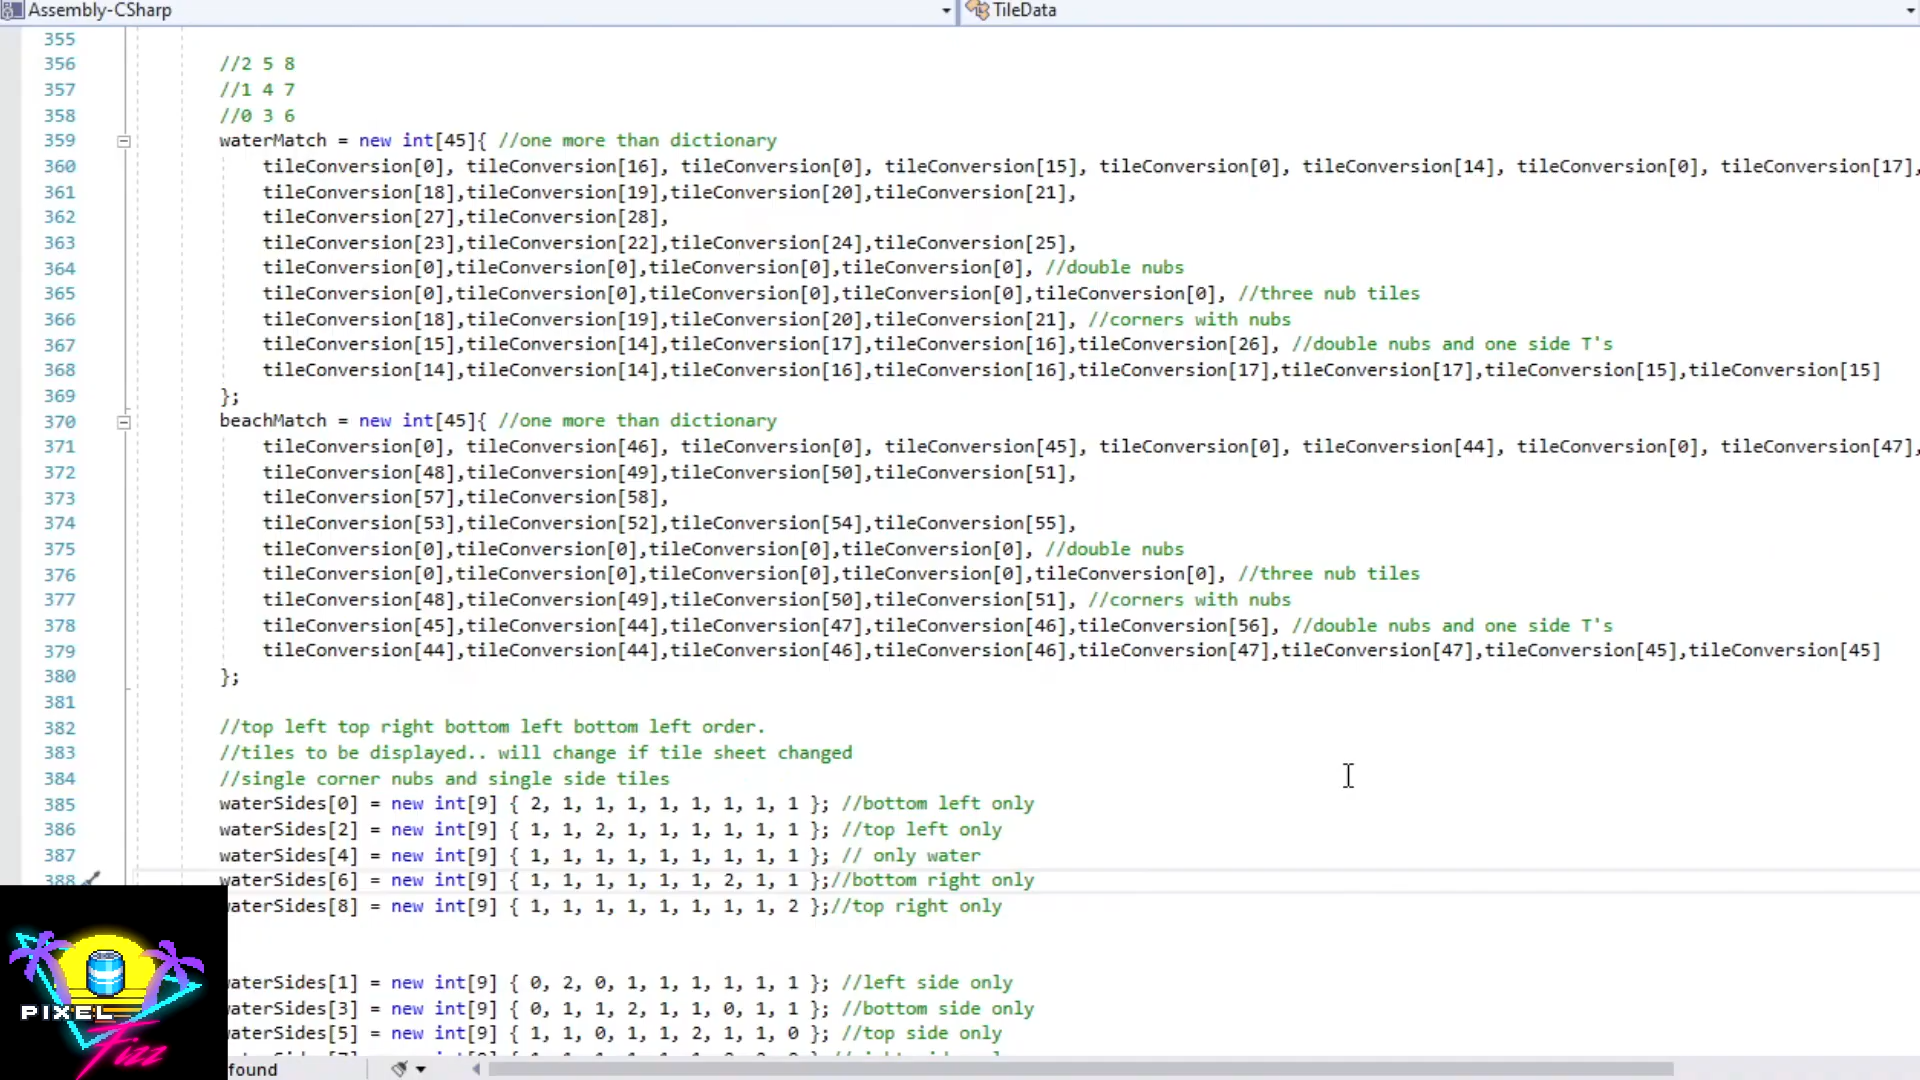 Assembly-CSharp
TileData
355
356 //2 5 8
357 //1 4 7
358 //0 3 6
359 waterMatch = new int[45]{ //one more than dictionary
360 tileConversion[0], tileConversion[16], tileConversion[0], tileConversion[15], tileConversion[0], tileConversion[14], tileConversion[0], tileConversion[17],
361 tileConversion[18],tileConversion[19],tileConversion[20],tileConversion[21],
362 tileConversion[27],tileConversion[28],
363 tileConversion[23],tileConversion[22],tileConversion[24],tileConversion[25],
364 tileConversion[0],tileConversion[0],tileConversion[0],tileConversion[0], //double nubs
365 tileConversion[0],tileConversion[0],tileConversion[0],tileConversion[0],tileConversion[0], //three nub tiles
366 tileConversion[18],tileConversion[19],tileConversion[20],tileConversion[21], //corners with nubs
367 tileConversion[15],tileConversion[14],tileConversion[17],tileConversion[16],tileConversion[26], //double nubs and one side T's
368 tileConversion[14],tileConversion[14],tileConversion[16],tileConversion[16],tileConversion[17],tileConversion[17],tileConversion[15],tileConversion[15]
369 };
370 beachMatch = new int[45]{ //one more than dictionary
371 tileConversion[0], tileConversion[46], tileConversion[0], tileConversion[45], tileConversion[0], tileConversion[44], tileConversion[0], tileConversion[47],
372 tileConversion[48],tileConversion[49],tileConversion[50],tileConversion[51],
373 tileConversion[57],tileConversion[58],
374 tileConversion[53],tileConversion[52],tileConversion[54],tileConversion[55],
375 tileConversion[0],tileConversion[0],tileConversion[0],tileConversion[0], //double nubs
376 tileConversion[0],tileConversion[0],tileConversion[0],tileConversion[0],tileConversion[0], //three nub tiles
377 tileConversion[48],tileConversion[49],tileConversion[50],tileConversion[51], //corners with nubs
378 tileConversion[45],tileConversion[44],tileConversion[47],tileConversion[46],tileConversion[56], //double nubs and one side T's
379 tileConversion[44],tileConversion[44],tileConversion[46],tileConversion[46],tileConversion[47],tileConversion[47],tileConversion[45],tileConversion[45]
380 };
381
382 //top left top right bottom left bottom left order.
383 //tiles to be displayed.. will change if tile sheet changed
384 //single corner nubs and single side tiles
385 waterSides[0] = new int[9] { 2, 1, 1, 1, 1, 1, 1, 1, 1 }; //bottom left only
386 waterSides[2] = new int[9] { 1, 1, 2, 1, 1, 1, 1, 1, 1 }; //top left only
387 waterSides[4] = new int[9] { 1, 1, 1, 1, 1, 1, 1, 1, 1 }; // only water
388 waterSides[6] = new int[9] { 1, 1, 1, 1, 1, 1, 2, 1, 1 };//bottom right only
waterSides[8] = new int[9] { 1, 1, 1, 1, 1, 1, 1, 1, 2 };//top right only
waterSides[1] = new int[9] { 0, 2, 0, 1, 1, 1, 1, 1, 1 }; //left side only
waterSides[3] = new int[9] { 0, 1, 1, 2, 1, 1, 0, 1, 1 }; //bottom side only
waterSides[5] = new int[9] { 1, 1, 0, 1, 1, 2, 1, 1, 0 }; //top side only
PIXEL
Fizz
found